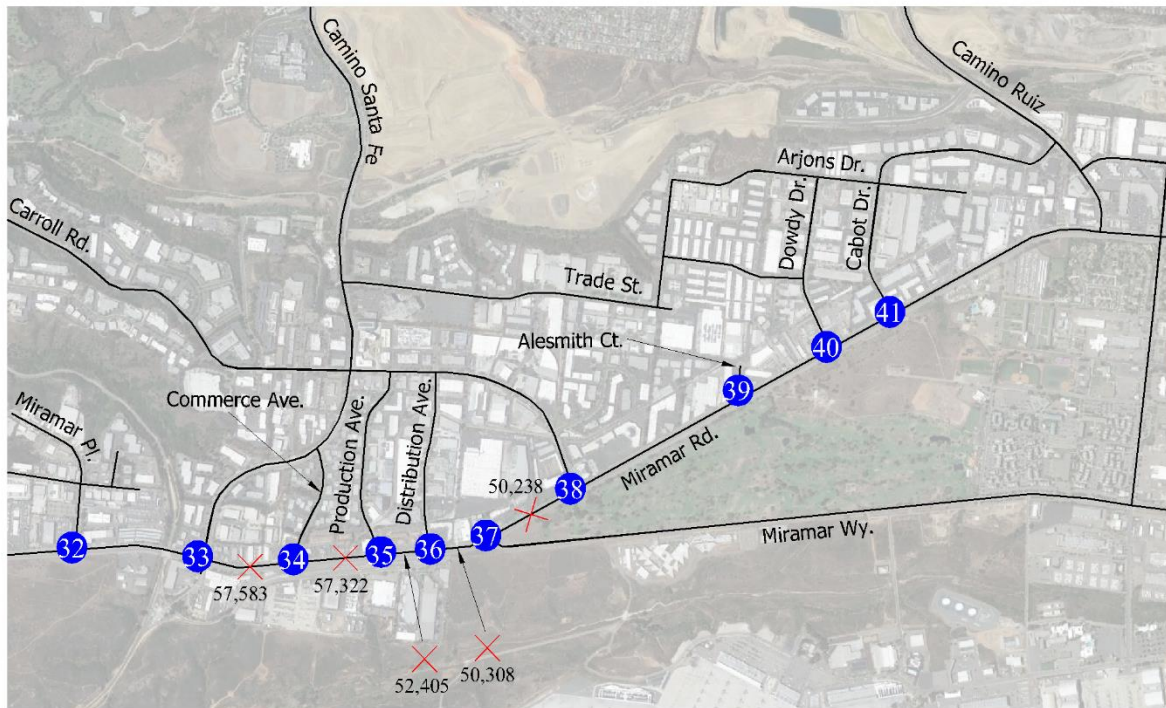 Camino Santa Fe
Camino Ruiz
Arjons Dr.
Dowdy Dr.
Cabot Dr.
Carroll Rd.
Trade St.
41
Alesmith Ct.
40
39
Commerce Ave.
Miramar Pl.
Production Ave.
Distribution Ave.
Miramar Rd.
50,238
38
37
Miramar Wy.
32
33
34
35
36
57,583
57,322
52,405
50,308